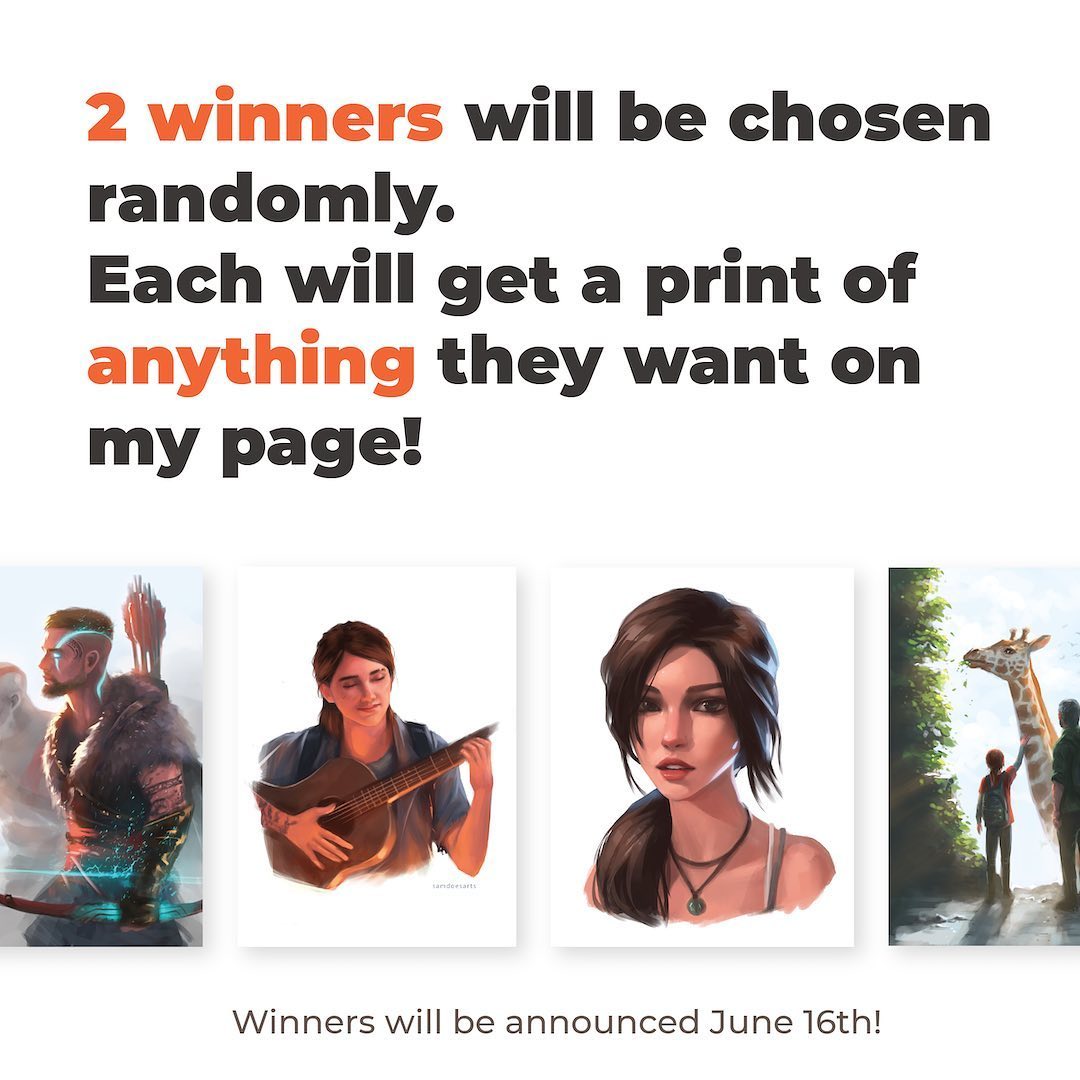 2 winners will be chosen
randomly.
Each will get a print of
anything they want on
my page!
samdoesarts
Winners will be announced June 16th!